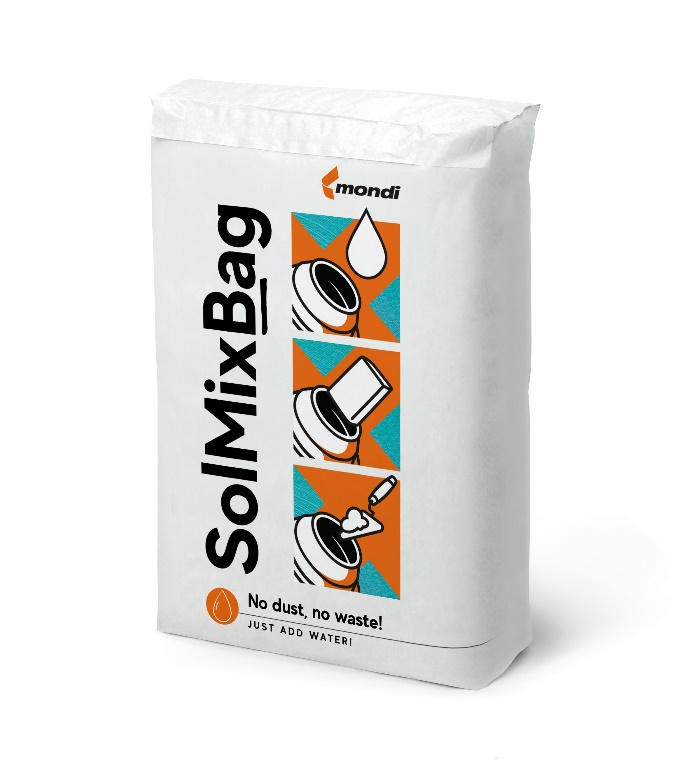 mondi
SolMixBag
No dust, no waste!
JUST ADD WATER!